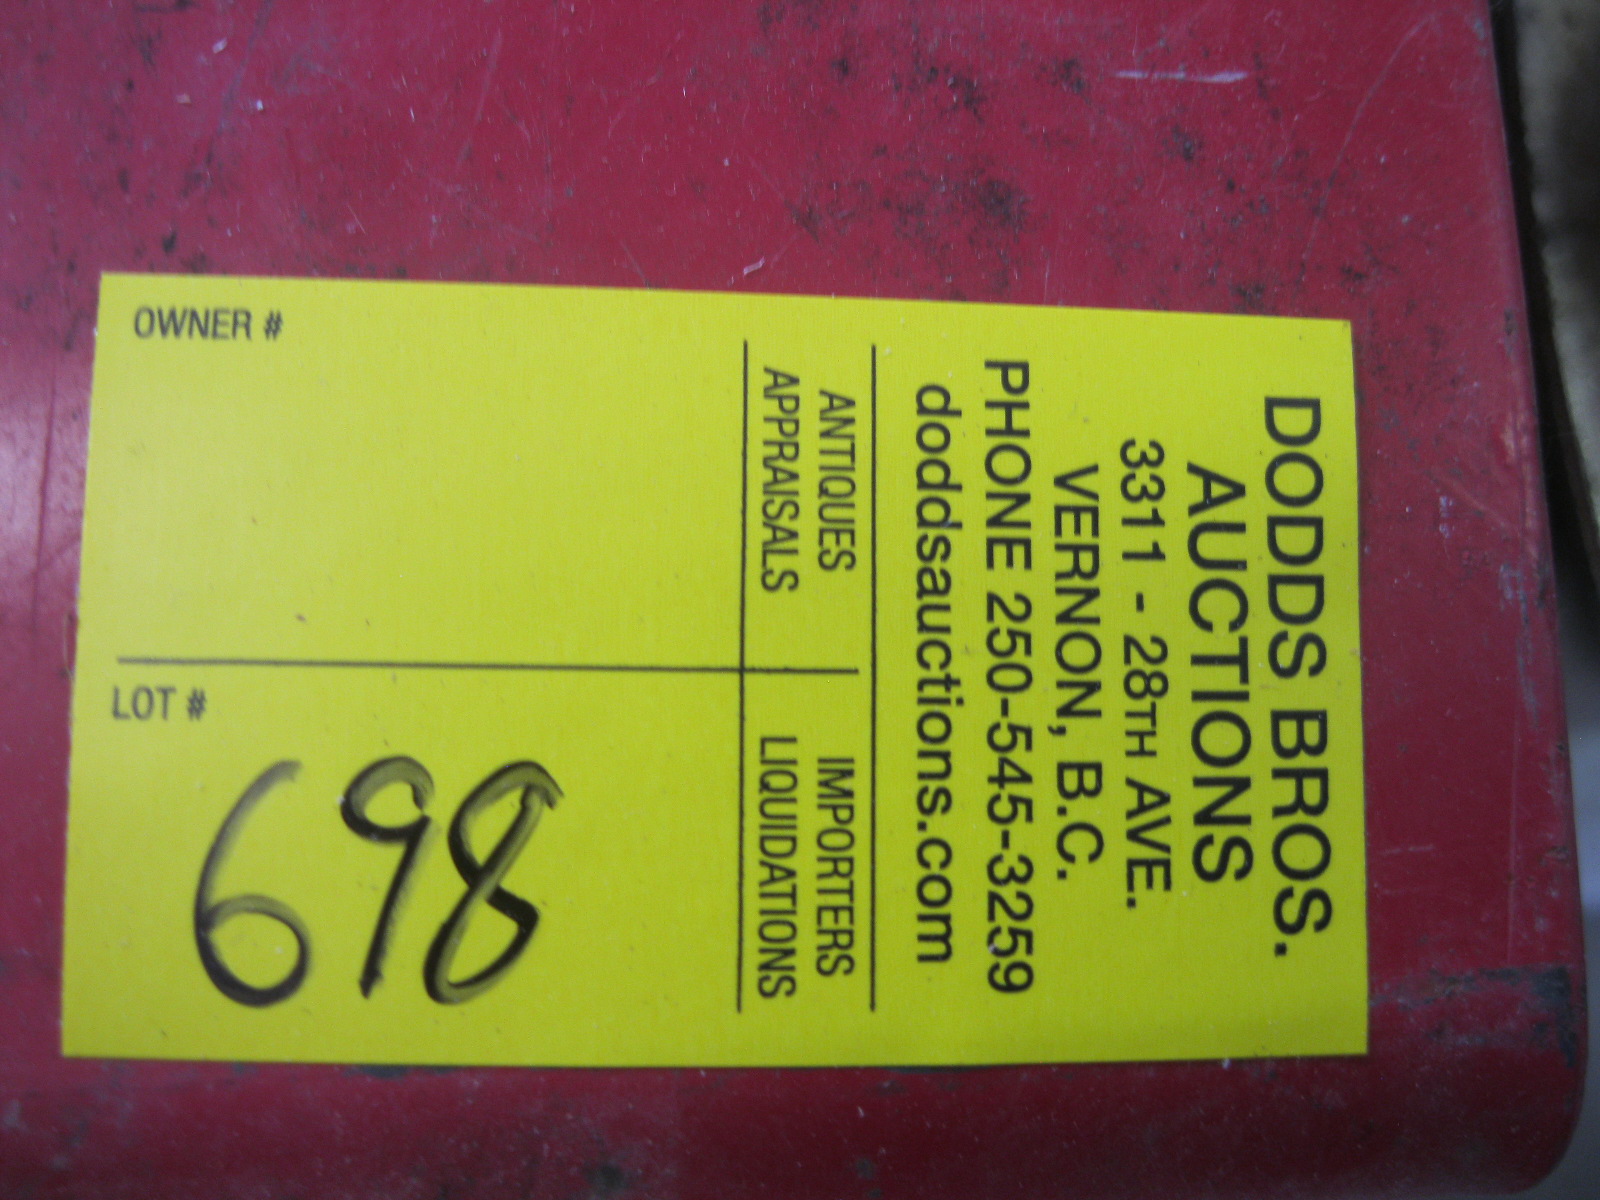 DODDS BROS.
AUCTIONS
3311 - 28TH AVE.
VERNON, B.C.
PHONE 250-545-3259
doddsauctions.com
ANTIQUES
APPRAISALS
IMPORTERS
LIQUIDATIONS
OWNER #
LOT #
698